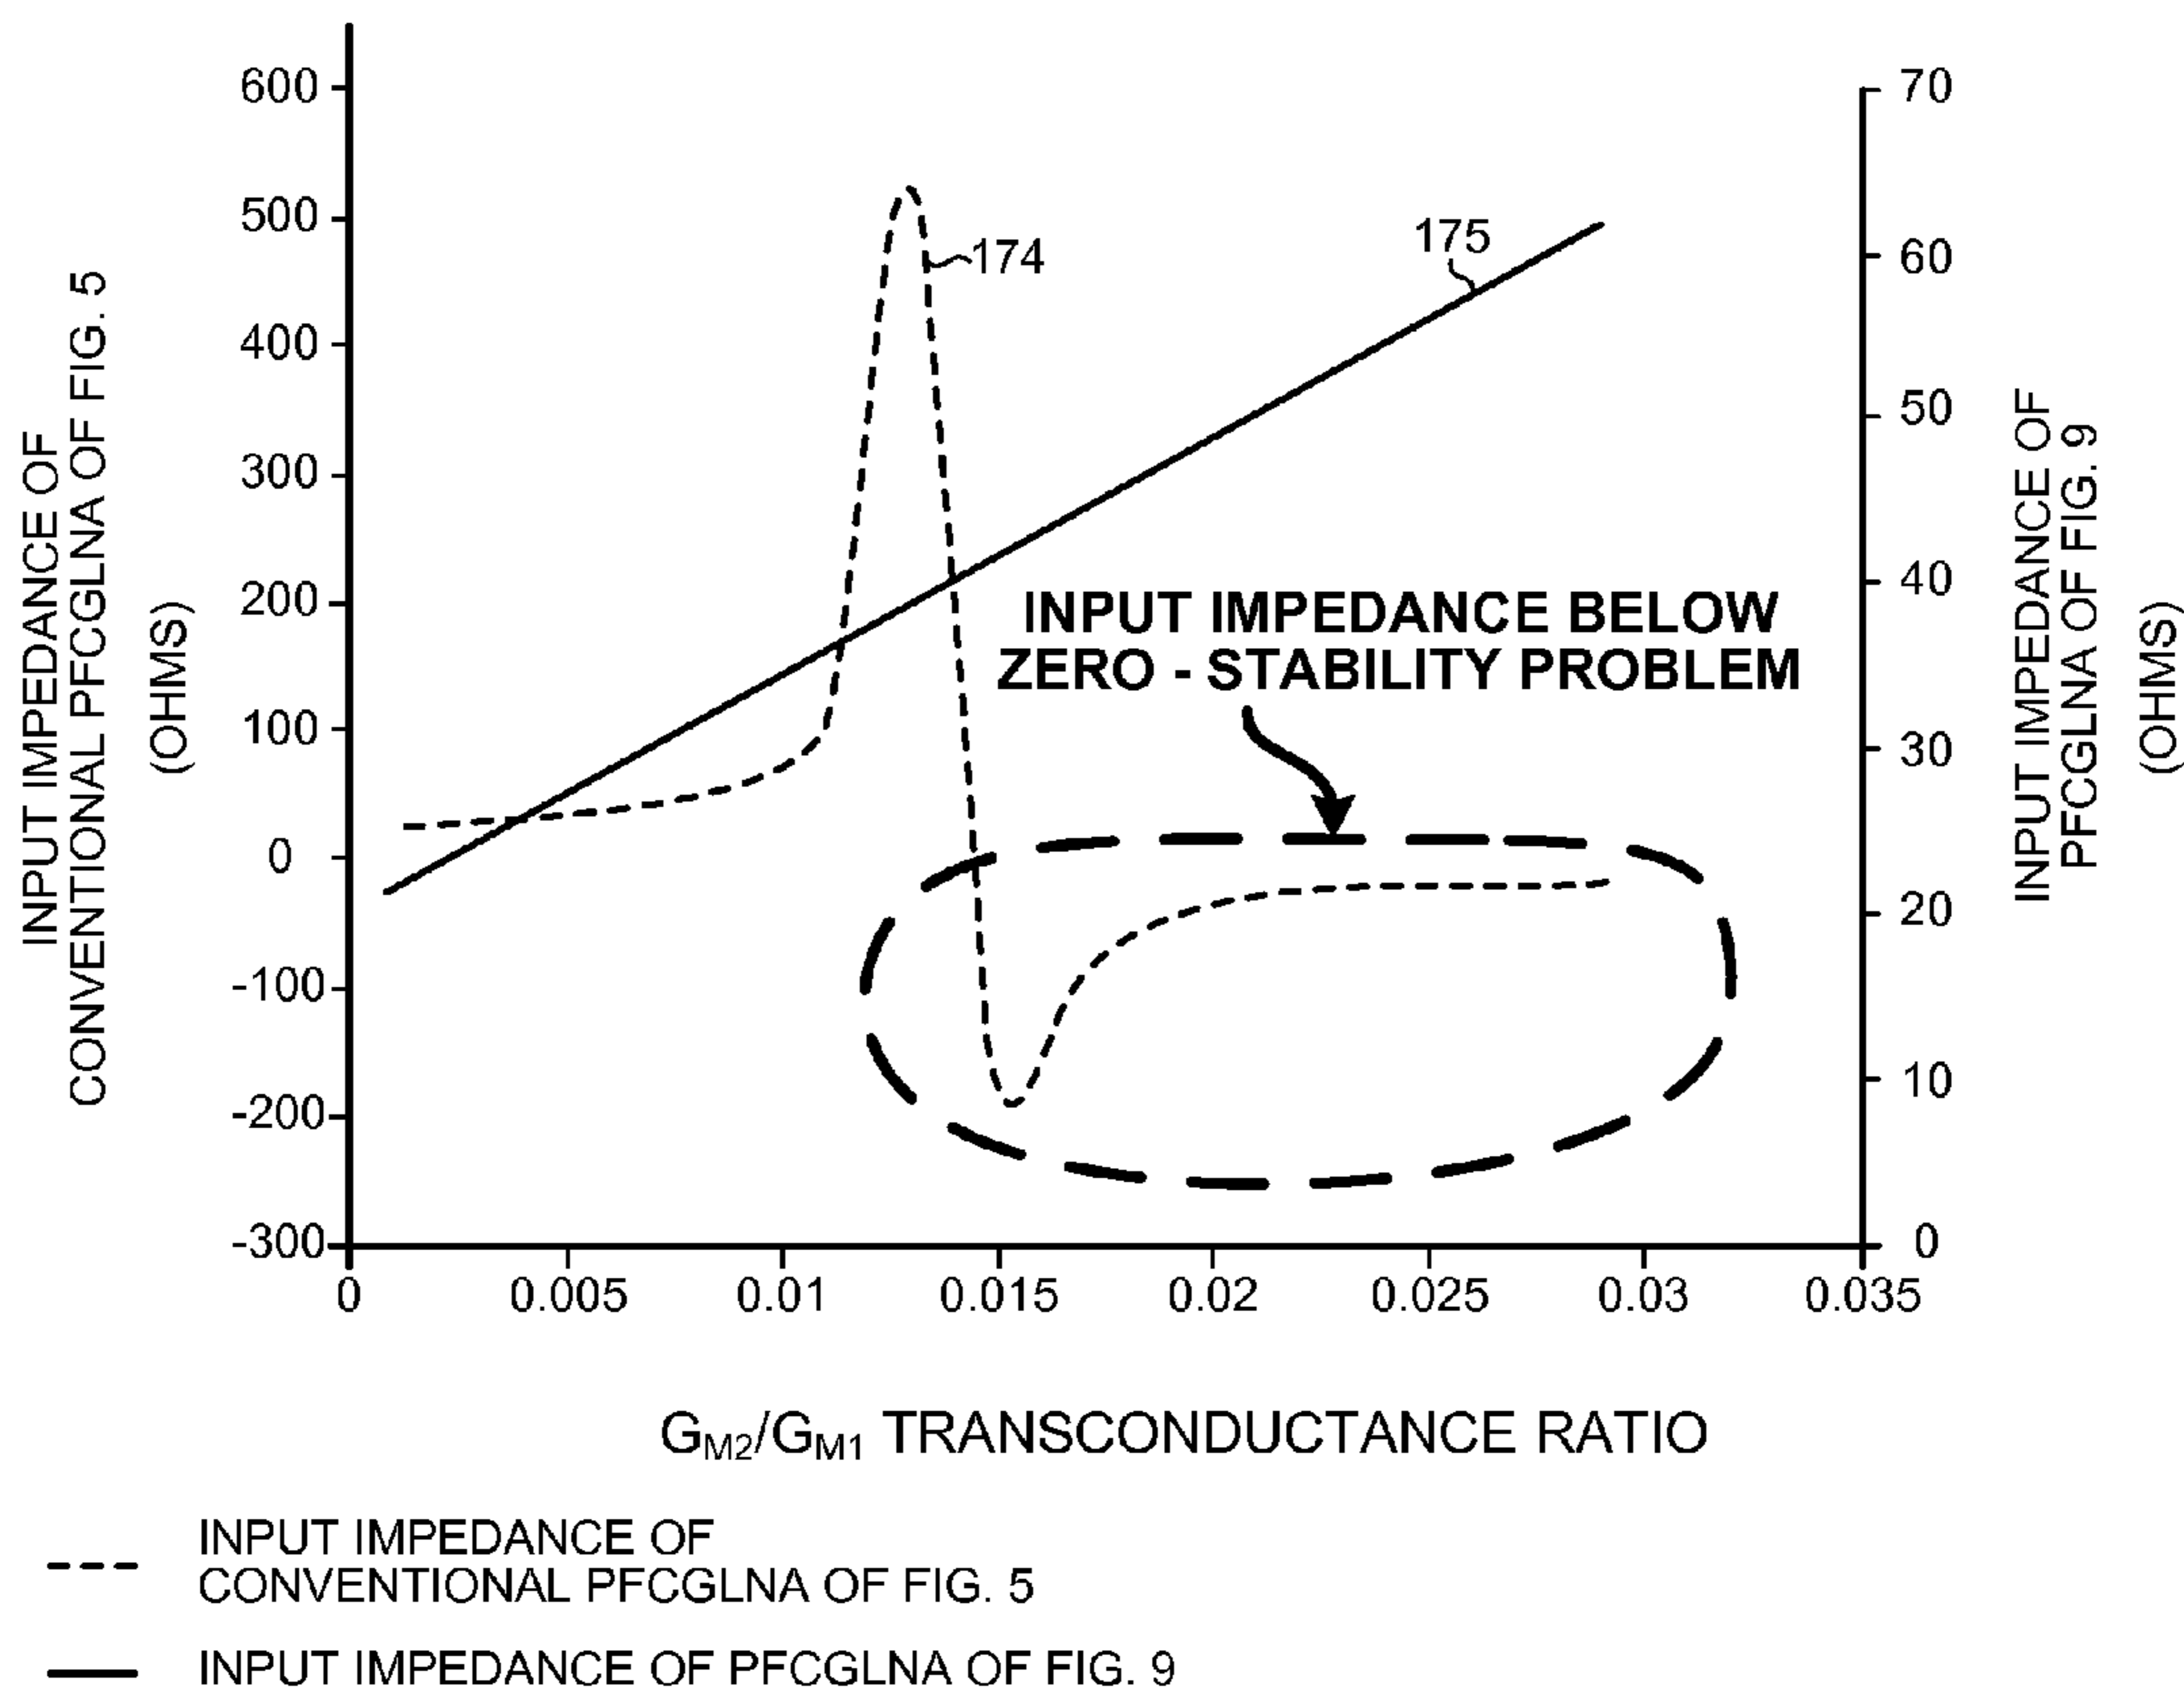 INPUT IMPEDANCE OF
CONVENTIONAL PFCGLNA OF FIG. 5
(OHMS)
600
500
400
300
200
100
0
-100
-200
-300
174
175
INPUT IMPEDANCE BELOW
ZERO - STABILITY PROBLEM
70
60
50
40
30
20
10
0
INPUT IMPEDANCE OF
PFCGLNA OF FIG. 9
(OHMS)
0 0.005 0.01 0.015 0.02 0.025 0.03 0.035
GM2/GM1 TRANSCONDUCTANCE RATIO
INPUT IMPEDANCE OF
CONVENTIONAL PFCGLNA OF FIG. 5
INPUT IMPEDANCE OF PFCGLNA OF FIG. 9